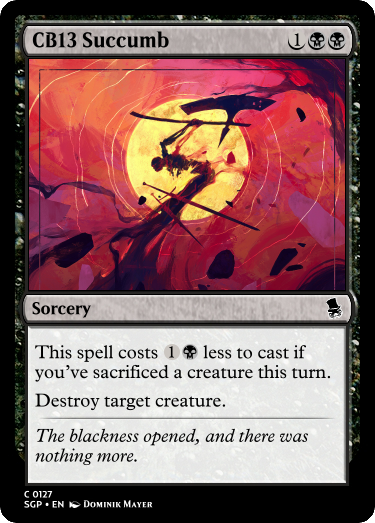 CB13 Succumb 1
Sorcery
This spell costs 1 less to cast if
you've sacrificed a creature this turn.
Destroy target creature.
The blackness opened, and there was
nothing more.
C 0127
SGP • EN Dominik Mayer